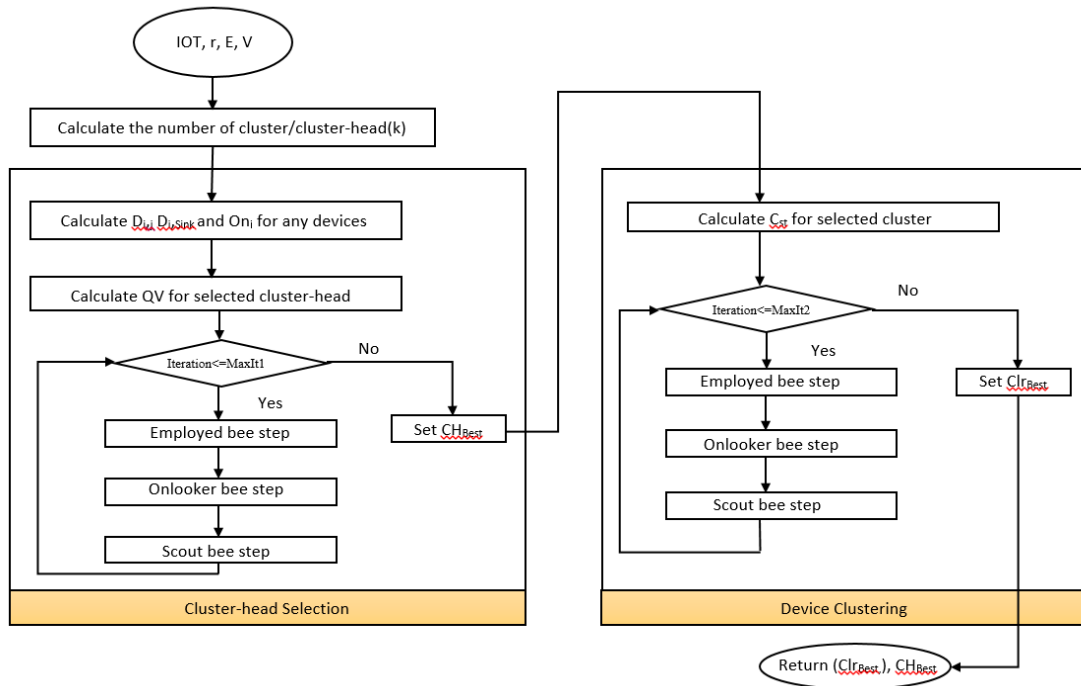 IOT, r, E, V
Calculate the number of cluster/cluster-head(k)
Calculate Di,j Di,Sink and Oni for any devices
Calculate QV for selected cluster-head
Iteration<=MaxIt1
No
Yes
Employed bee step
Set CHBest
Onlooker bee step
Scout bee step
Cluster-head Selection
Calculate Cst for selected cluster
Iteration<=MaxIt2
No
Yes
Employed bee step
Set ClrBest
Onlooker bee step
Scout bee step
Device Clustering
Return (ClrBest), CHBest